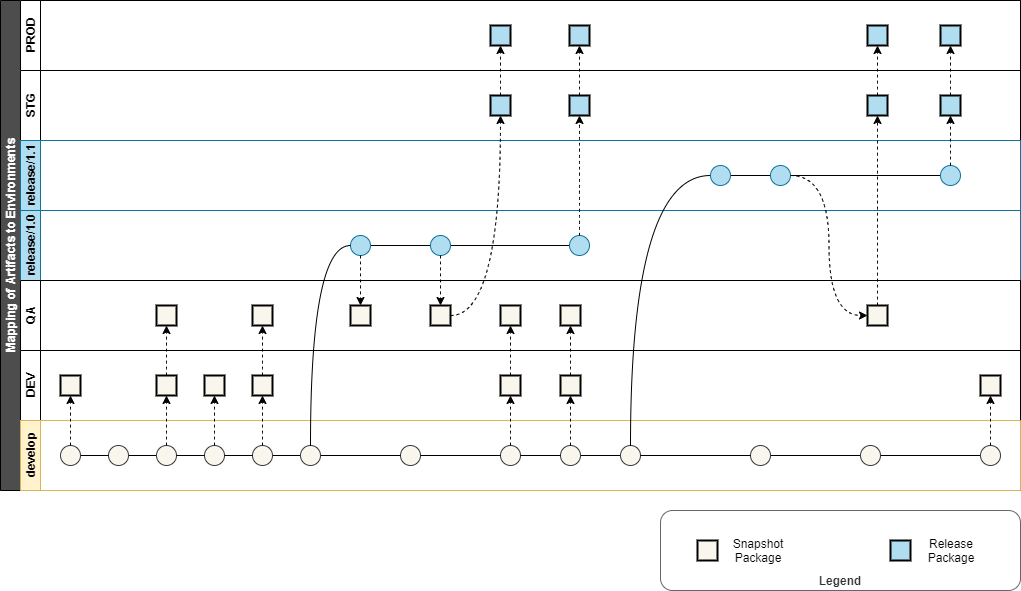 Mapping of Artifacts to Environments
PROD
STG
release/1.1
release/1.0
QA
DEV
develop
Snapshot
Package
Release
Package
Legend